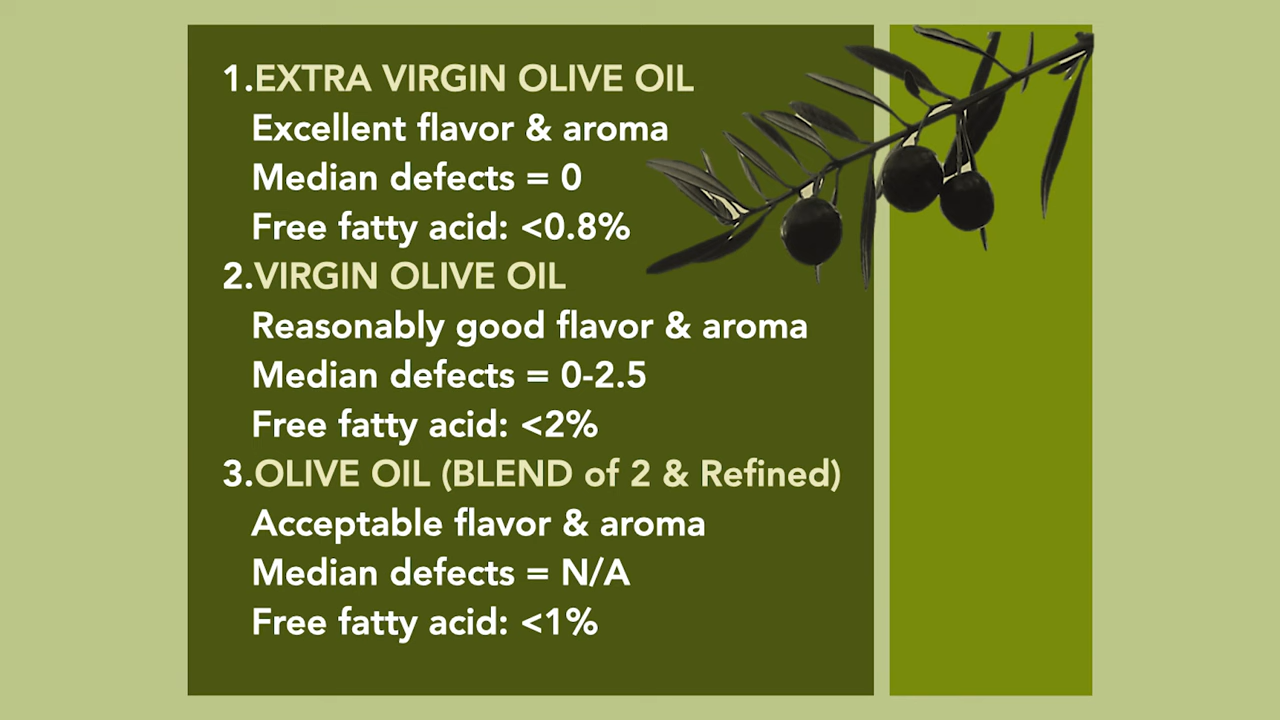 1.EXTRA VIRGIN OLIVE OIL
Excellent flavor & aroma
Median defects = 0
Free fatty acid: <0.8%
2.VIRGIN OLIVE OIL
Reasonably good flavor & aroma
Median defects = 0-2.5
Free fatty acid: <2%
3.OLIVE OIL (BLEND of 2 & Refined)
Acceptable flavor & aroma
Median defects = N/A
Free fatty acid: <1%